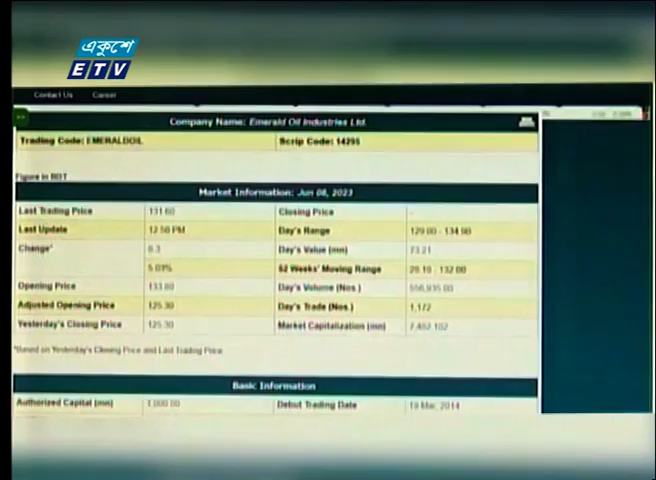 একুশে
ETV
Contact Us Career
Company Name: Emerald Oil Industries Ltd.
Trading Code: EMERALDOIL Scrip Code: 14295
Figure in BDT
Market Information: Jun 08, 2023
Last Trading Price 131.60 Closing Price -
Last Update 12:56 PM Day's Range 129.00 - 134.90
Change* 6.3 Day's Value (mn) 73.21
5.03% 52 Weeks' Moving Range
Opening Price 133.80 Day's Volume (Nos.)
Adjusted Opening Price 125.30 Day's Trade (Nos.) 1,172
Yesterday's Closing Price 125.30 Market Capitalization (mn)
*Based on Yesterday's Closing Price and Last Trading Price
Basic Information
Authorized Capital (mn) 1,000.00 Debut Trading Date 19 Mar, 2014